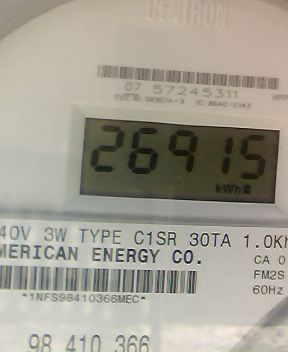 CENTRON®
07 57245311
26915
kWh
40V 3W TYPE C1SR 30TA 1.0Kh
MERICAN ENERGY CO.
CA 0
FM2S
*1NFS98410366MEC*
60Hz
98 410 366